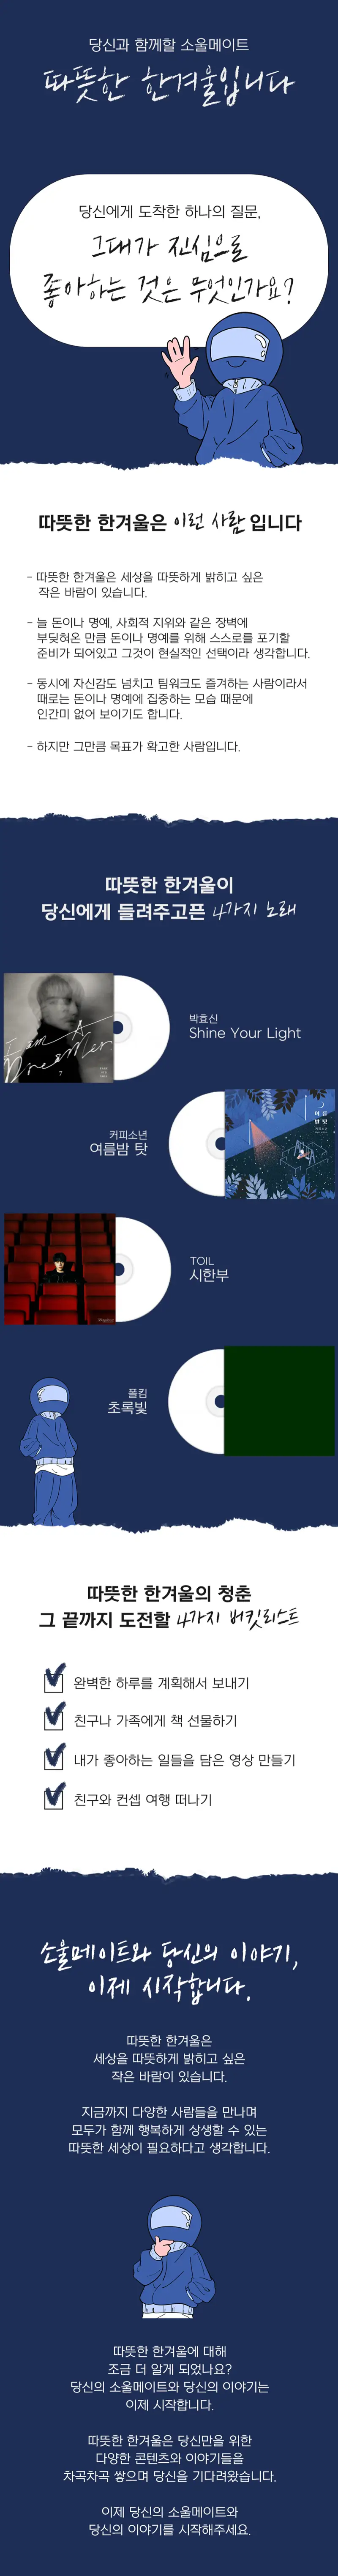 당신과 함께할 소울메이트
따뜻한 한겨울입니다
당신에게 도착한 하나의 질문,
그대가 진심으로
좋아하는 것은 무엇인가요?
따뜻한 한겨울은 이런 사람 입니다
- 따뜻한 한겨울은 세상을 따뜻하게 밝히고 싶은
작은 바람이 있습니다.
- 늘 돈이나 명예, 사회적 지위와 같은 장벽에
부딪혀온 만큼 돈이나 명예를 위해 스스로를 포기할
준비가 되어있고 그것이 현실적인 선택이라 생각합니다.
- 동시에 자신감도 넘치고 팀워크도 즐겨하는 사람이라서
때로는 돈이나 명예에 집중하는 모습 때문에
인간미 없어 보이기도 합니다.
- 하지만 그만큼 목표가 확고한 사람입니다.
따뜻한 한겨울이
당신에게 들려주고픈 4가지 노래
I am A
Dreamer
7
박효신
Shine Your Light
커피소년
여름밤 탓
여름
밤 탓
TOIL
시한부
폴킴
초록빛
따뜻한 한겨울의 청춘
그 끝까지 도전할 4가지 버킷리스트
완벽한 하루를 계획해서 보내기
친구나 가족에게 책 선물하기
내가 좋아하는 일들을 담은 영상 만들기
친구와 컨셉 여행 떠나기
소울메이트와 당신의 이야기,
이제 시작합니다.
따뜻한 한겨울은
세상을 따뜻하게 밝히고 싶은
작은 바람이 있습니다.
지금까지 다양한 사람들을 만나며
모두가 함께 행복하게 상생할 수 있는
따뜻한 세상이 필요하다고 생각합니다.
따뜻한 한겨울에 대해
조금 더 알게 되었나요?
당신의 소울메이트와 당신의 이야기는
이제 시작합니다.
따뜻한 한겨울은 당신만을 위한
다양한 콘텐츠와 이야기들을
차곡차곡 쌓으며 당신을 기다려왔습니다.
이제 당신의 소울메이트와
당신의 이야기를 시작해주세요.